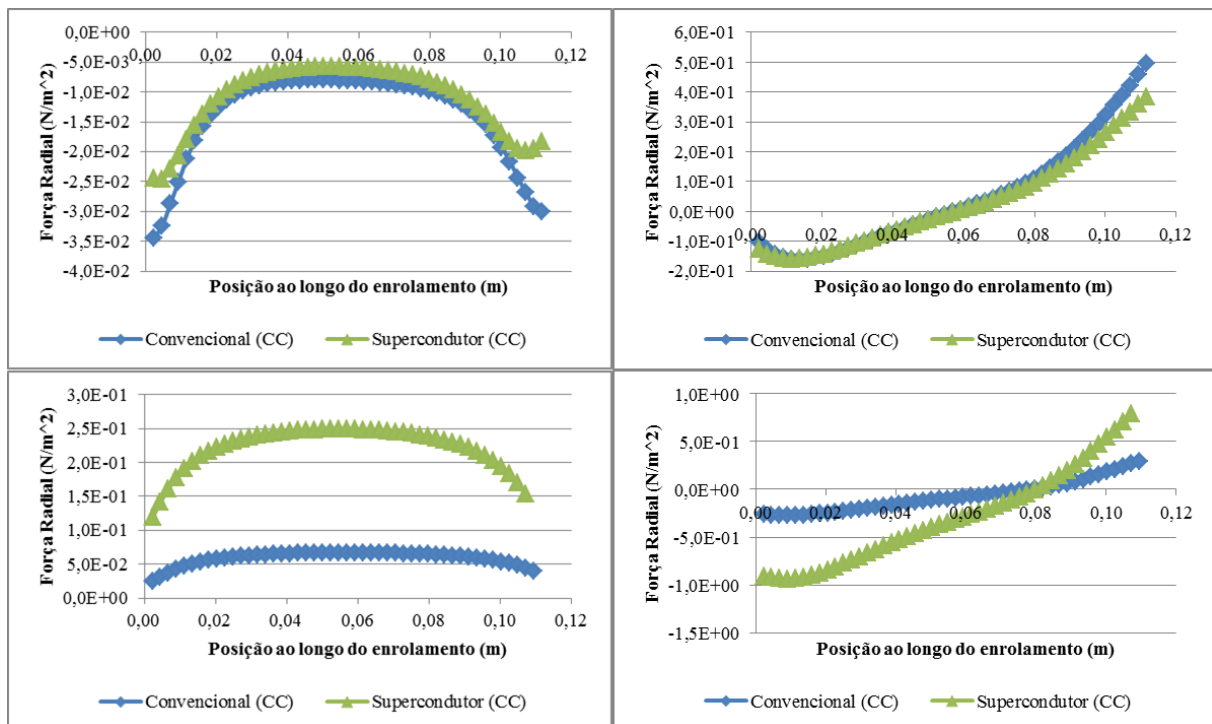 0,0E+00
-5,0E-03
-1,0E-02
-1,5E-02
-2,0E-02
-2,5E-02
-3,0E-02
-3,5E-02
-4,0E-02
0,00 0,02 0,04 0,06 0,08 0,10 0,12
Força Radial (N/m^2)
Posição ao longo do enrolamento (m)
Convencional (CC) Supercondutor (CC)
6,0E-01
5,0E-01
4,0E-01
3,0E-01
2,0E-01
1,0E-01
0,0E+00
-1,0E-01
-2,0E-01
0,00 0,02 0,04 0,06 0,08 0,10 0,12
Força Radial (N/m^2)
Posição ao longo do enrolamento (m)
Convencional (CC) Supercondutor (CC)
3,0E-01
2,5E-01
2,0E-01
1,5E-01
1,0E-01
5,0E-02
0,0E+00
0,00 0,02 0,04 0,06 0,08 0,10 0,12
Força Radial (N/m^2)
Posição ao longo do enrolamento (m)
Convencional (CC) Supercondutor (CC)
1,0E+00
5,0E-01
0,0E+00
-5,0E-01
-1,0E+00
-1,5E+00
0,00 0,02 0,04 0,06 0,08 0,10 0,12
Força Radial (N/m^2)
Posição ao longo do enrolamento (m)
Convencional (CC) Supercondutor (CC)